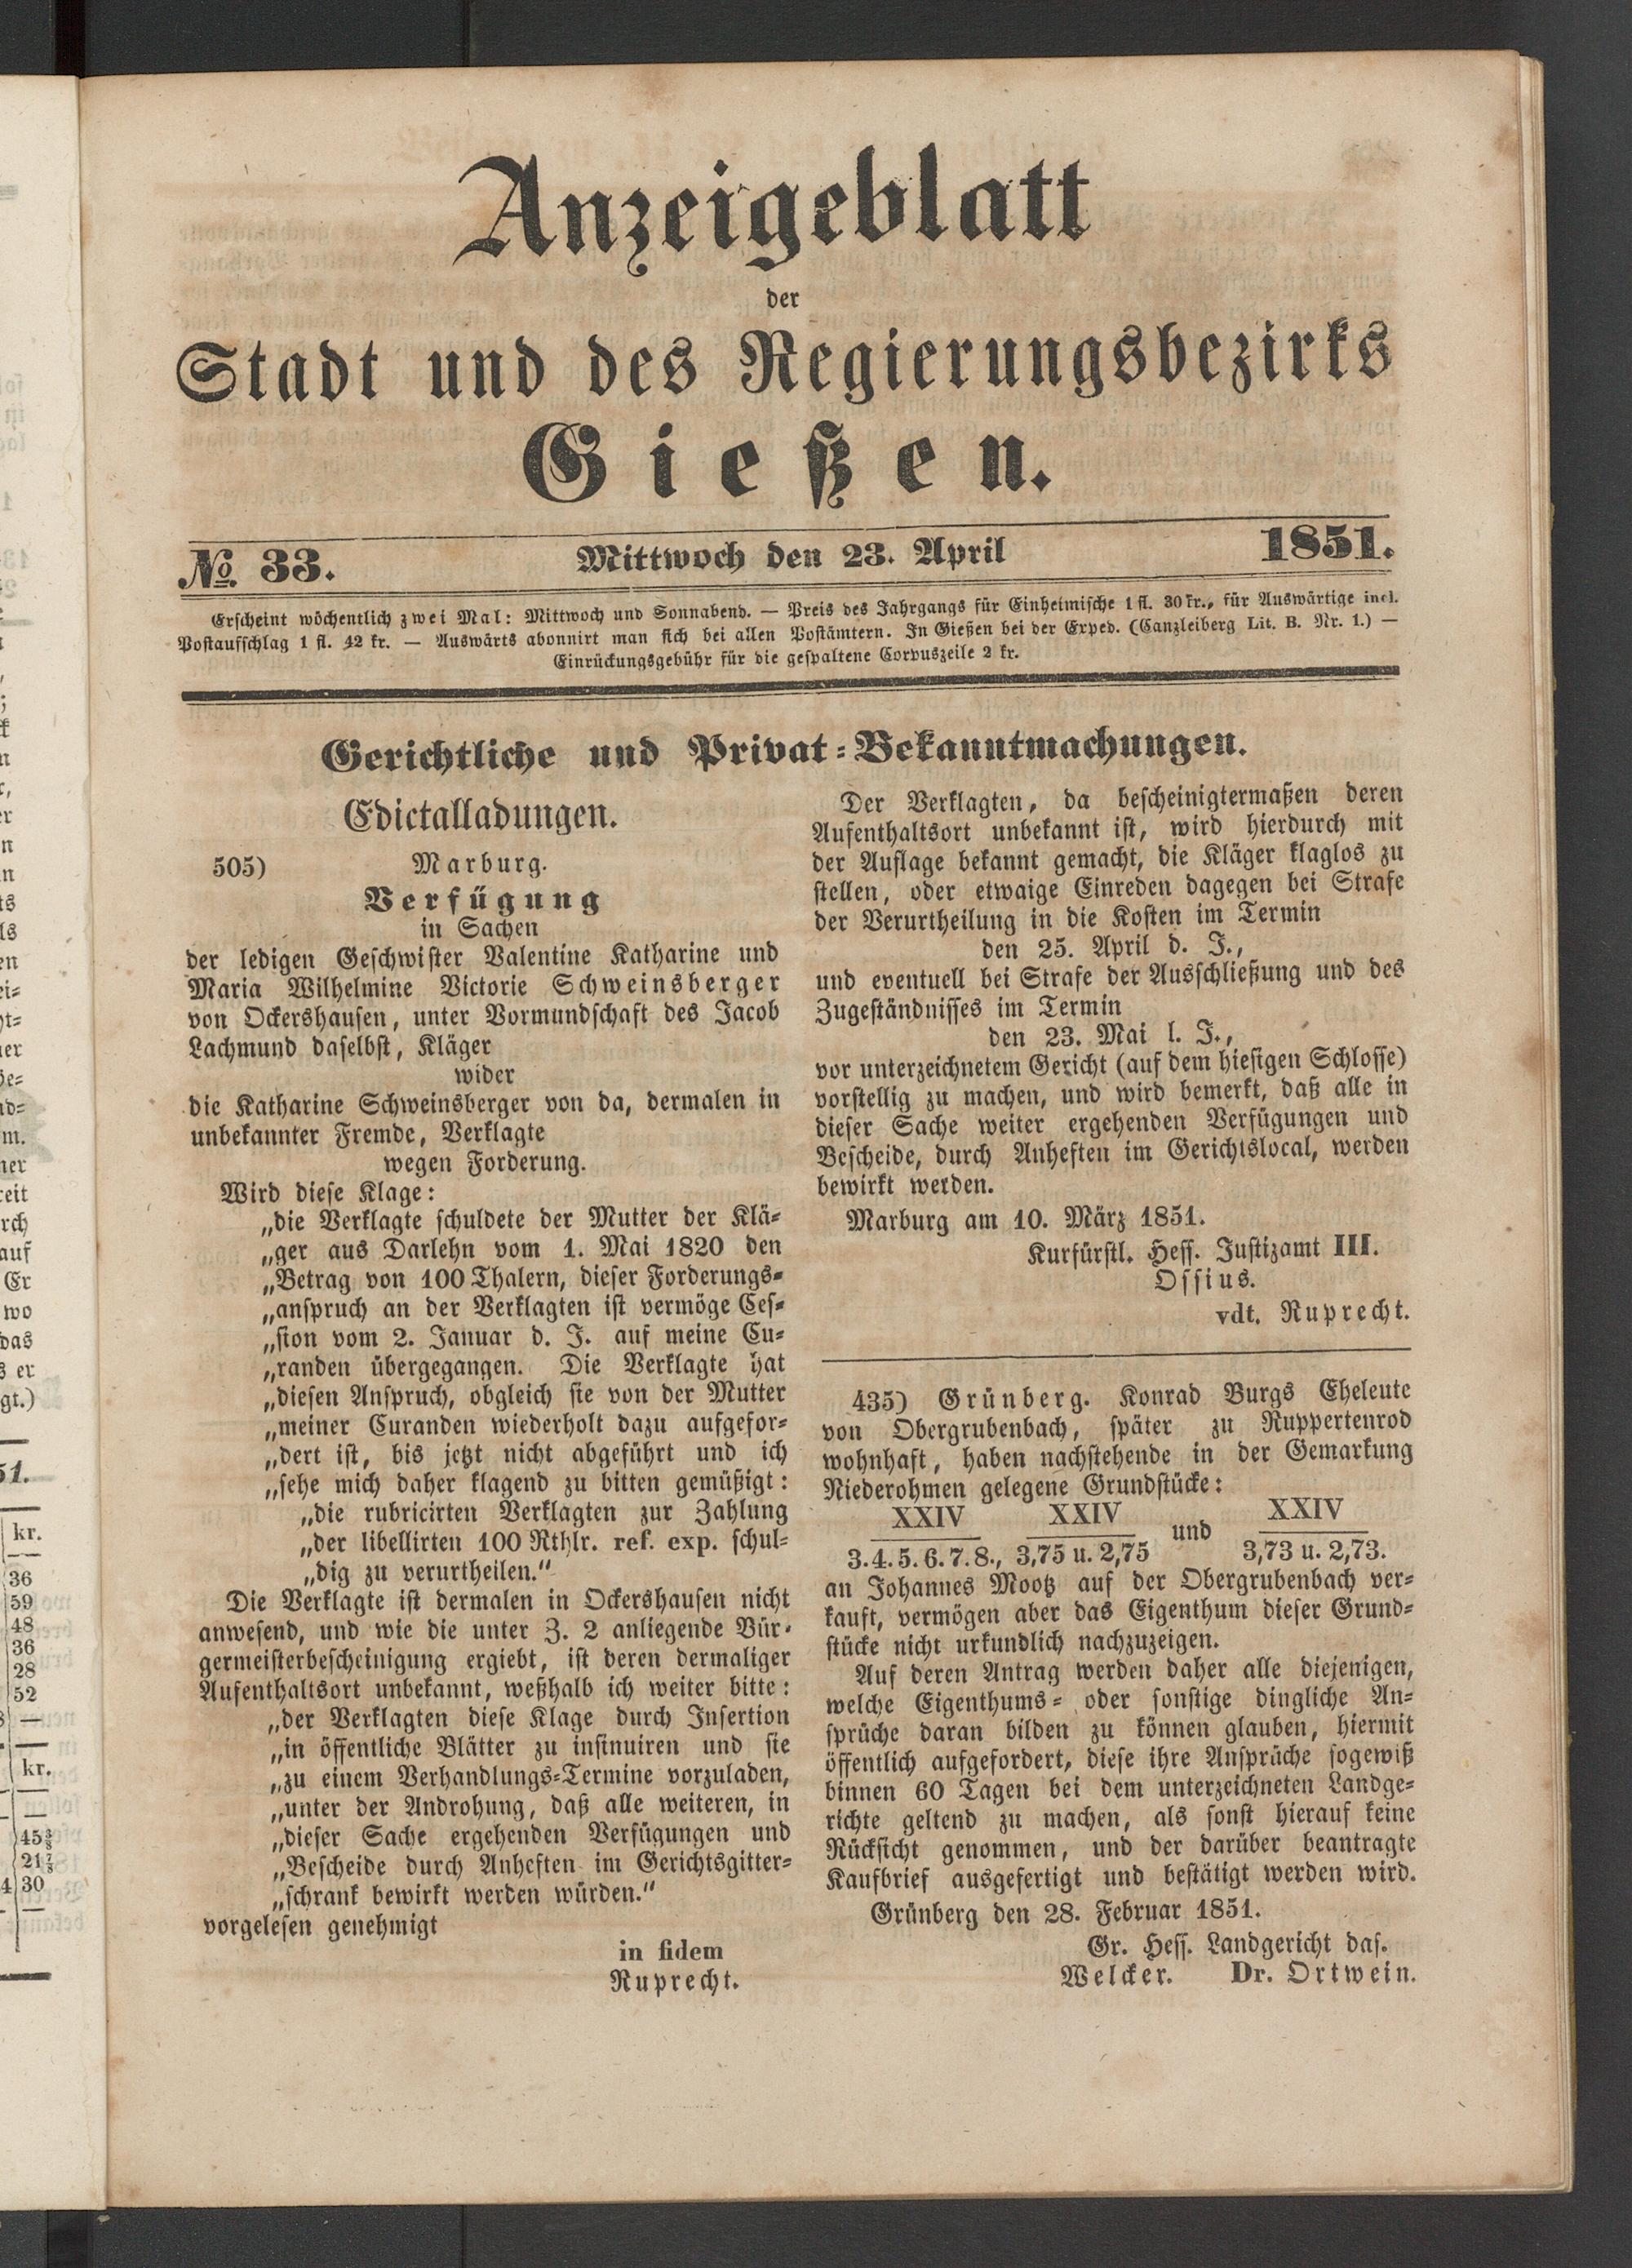 Anzeigeblatt
der
Stadt und des Regierungsbezirks
Gießen.
No. 33.
Mittwoch den 23. April
1851.
Erscheint wöchentlich zwei Mal: Mittwoch und Sonnabend. — Preis des Jahrgangs für Einheimische 1 fl. 30 kr., für Auswärtige incl.
Postaufschlag 1 fl. 42 kr. — Auswärts abonnirt man sich bei allen Postämtern. In Gießen bei der Exped. (Canzleiberg Lit. B. Nr. 1.) —
Einrückungsgebühr für die gespaltene Corpuszeile 2 kr.
Gerichtliche und Privat-Bekanntmachungen.
Edictalladungen.
505) Marburg.
Verfügung
in Sachen
der ledigen Geschwister Valentine Katharine und
Maria Wilhelmine Victorie Schweinsberger
von Ockershausen, unter Vormundschaft des Jacob
Lachmund daselbst, Kläger
wider
die Katharine Schweinsberger von da, dermalen in
unbekannter Fremde, Verklagte
wegen Forderung.
Wird diese Klage:
„die Verklagte schuldete der Mutter der Klä-
„ger aus Darlehn vom 1. Mai 1820 den
„Betrag von 100 Thalern, dieser Forderungs-
„anspruch an der Verklagten ist vermöge Ces-
„sion vom 2. Januar d. J. auf meine Cu-
„randen übergegangen. Die Verklagte hat
„diesen Anspruch, obgleich sie von der Mutter
„meiner Curanden wiederholt dazu aufgefor-
„dert ist, bis jetzt nicht abgeführt und ich
„sehe mich daher klagend zu bitten gemüßigt:
„die rubricirten Verklagten zur Zahlung
„der libellirten 100 Rthlr. ref. exp. schul-
„dig zu verurtheilen.“
Die Verklagte ist dermalen in Ockershausen nicht
anwesend, und wie die unter Z. 2 anliegende Bür-
germeisterbescheinigung ergiebt, ist deren dermaliger
Aufenthaltsort unbekannt, weßhalb ich weiter bitte:
„der Verklagten diese Klage durch Insertion
„in öffentliche Blätter zu insinuiren und sie
„zu einem Verhandlungs-Termine vorzuladen,
„unter der Androhung, daß alle weiteren, in
„dieser Sache ergehenden Verfügungen und
„Bescheide durch Anheften im Gerichtsgitter-
„schrank bewirkt werden würden.“
vorgelesen genehmigt
in fidem
Ruprecht.
Der Verklagten, da bescheinigtermaßen deren
Aufenthaltsort unbekannt ist, wird hierdurch mit
der Auflage bekannt gemacht, die Kläger klaglos zu
stellen, oder etwaige Einreden dagegen bei Strafe
der Verurtheilung in die Kosten im Termin
den 25. April d. J.,
und eventuell bei Strafe der Ausschließung und des
Zugeständnisses im Termin
den 23. Mai l. J.,
vor unterzeichnetem Gericht (auf dem hiesigen Schlosse)
vorstellig zu machen, und wird bemerkt, daß alle in
dieser Sache weiter ergehenden Verfügungen und
Bescheide, durch Anheften im Gerichtslocal, werden
bewirkt werden.
Marburg am 10. März 1851.
Kurfürstl. Hess. Justizamt III.
Ossius.
vdt. Ruprecht.
435) Grünberg. Konrad Burgs Eheleute
von Obergrubenbach, später zu Ruppertenrod
wohnhaft, haben nachstehende in der Gemarkung
Niederohmen gelegene Grundstücke:
XXIV XXIV und XXIV
3.4.5.6.7.8., 3,75 u. 2,75 3,73 u. 2,73.
an Johannes Mootz auf der Obergrubenbach ver-
kauft, vermögen aber das Eigenthum dieser Grund-
stücke nicht urkundlich nachzuzeigen.
Auf deren Antrag werden daher alle diejenigen,
welche Eigenthums- oder sonstige dingliche An-
sprüche daran bilden zu können glauben, hiermit
öffentlich aufgefordert, diese ihre Ansprüche sogewiß
binnen 60 Tagen bei dem unterzeichneten Landge-
richte geltend zu machen, als sonst hierauf keine
Rücksicht genommen, und der darüber beantragte
Kaufbrief ausgefertigt und bestätigt werden wird.
Grünberg den 28. Februar 1851.
Gr. Hess. Landgericht das.
Welcker. Dr. Ortwein.